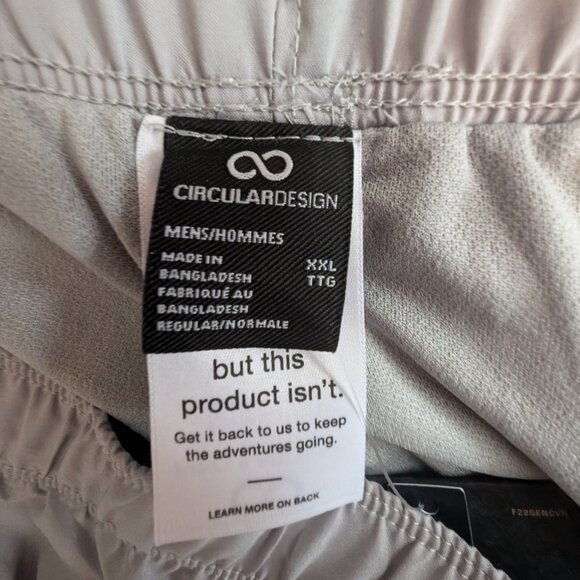 CIRCULARDESIGN
MENS/HOMMES
MADE IN
BANGLADESH
FABRIQUÉ AU
BANGLADESH
REGULAR/NORMALE
XXL
TTG
but this
product isn't.
Get it back to us to keep
the adventures going.
LEARN MORE ON BACK